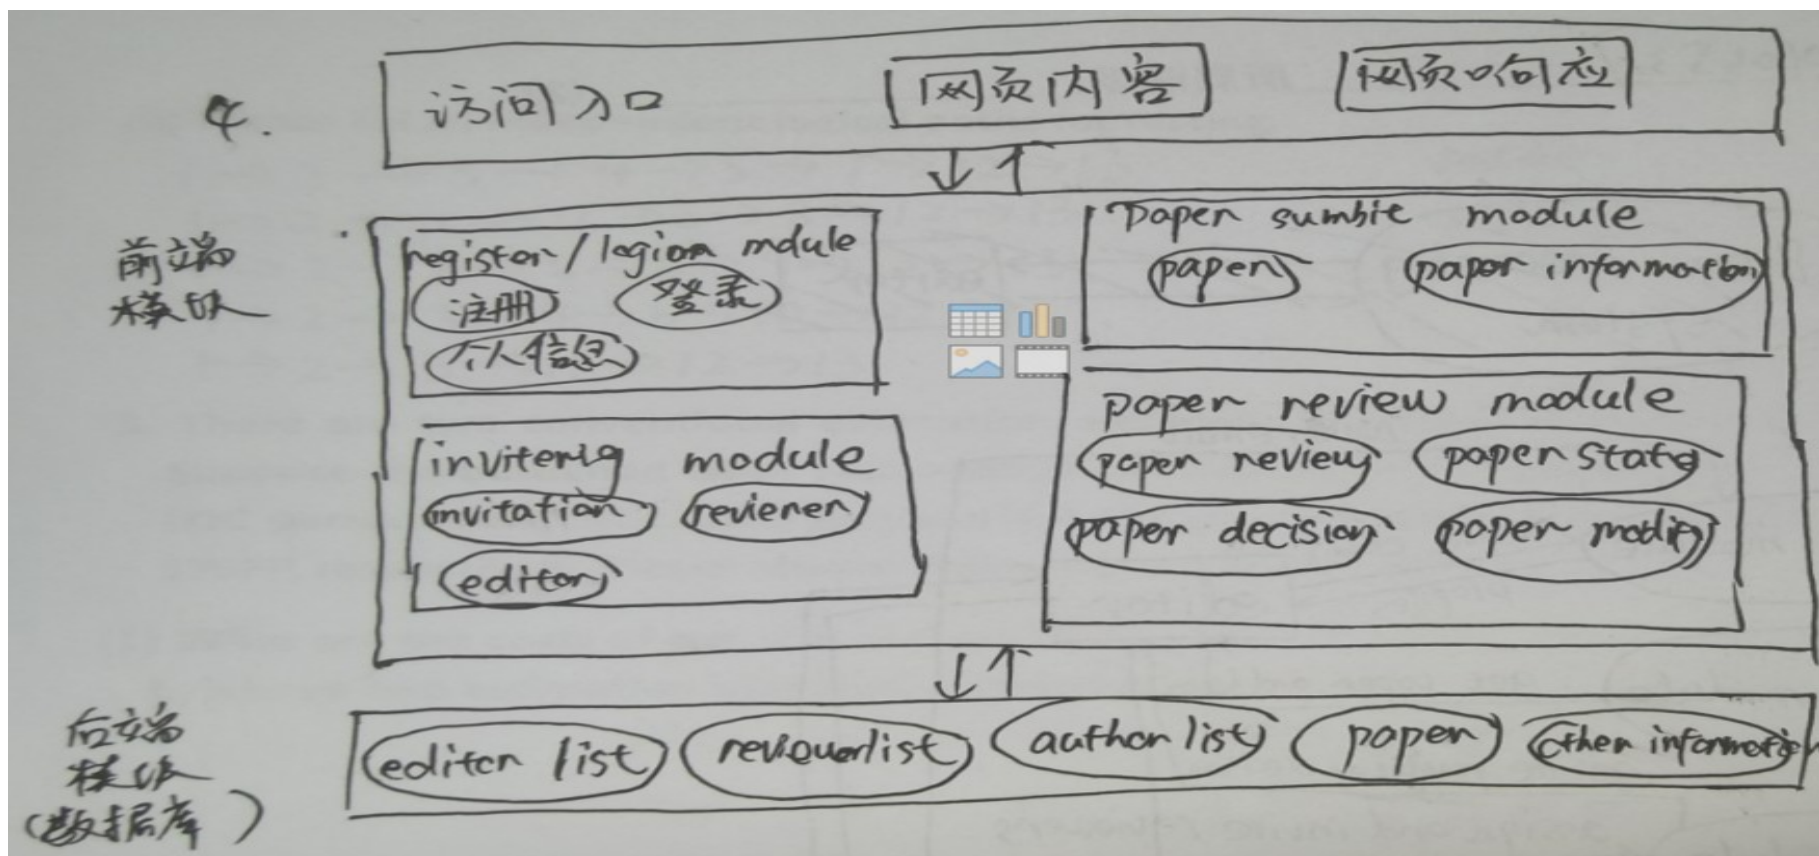 4.
访问入口 网页内容 网页响应
前端
模块
register/legion mdule
注册 登录
个人信息
paper sumbit module
paper paper information
inviterig module
invitation reviener
editor
paper review module
paper review paper state
paper decision paper modify
后端
模块
(数据库)
editor list reviewerlist author list paper other information